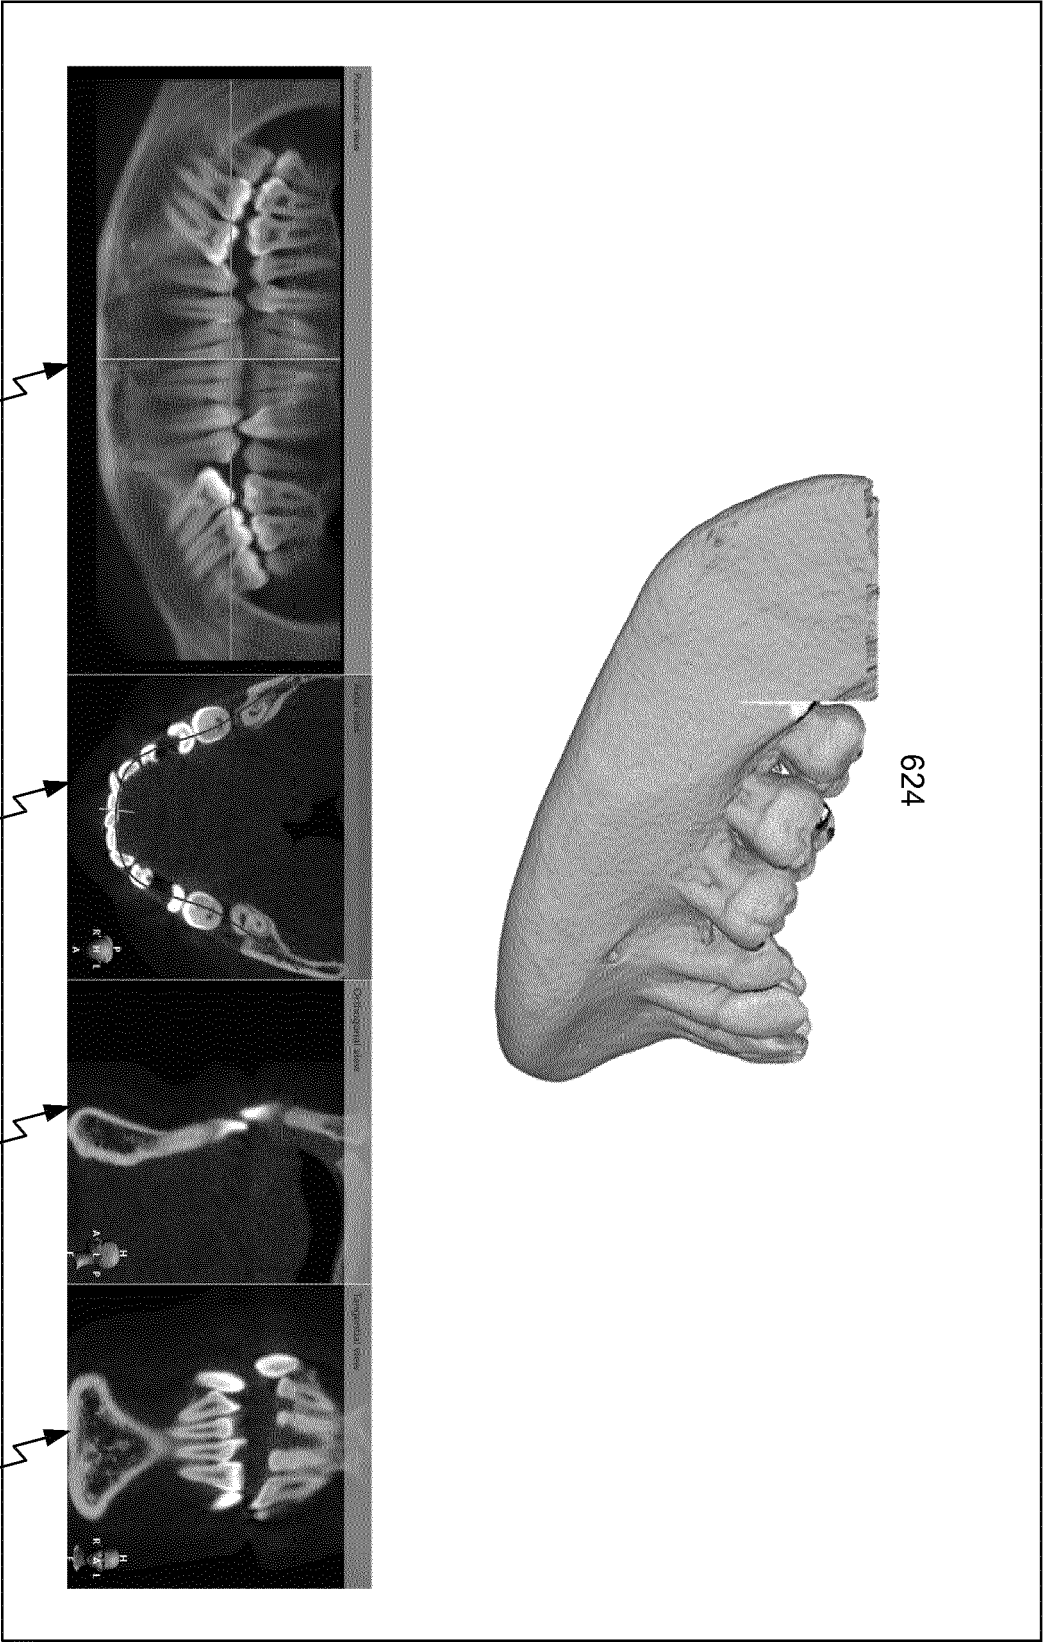 624
Panoramic view
Axial view
Orthogonal view
Tangential view
P
R H L
A
H
A L P
F
H
R A L
F